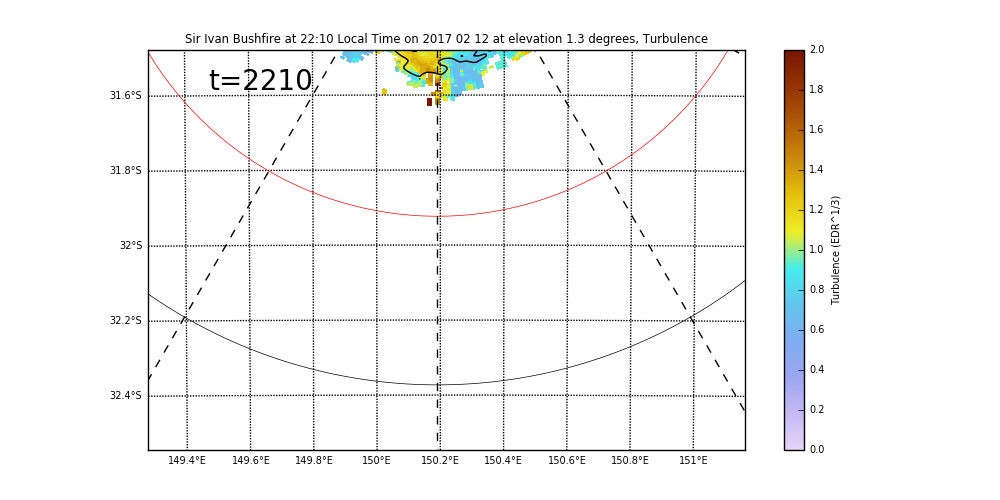 Sir Ivan Bushfire at 22:10 Local Time on 2017 02 12 at elevation 1.3 degrees, Turbulence
t=2210
31.6°S
31.8°S
32°S
32.2°S
32.4°S
149.4°E 149.6°E 149.8°E 150°E 150.2°E 150.4°E 150.6°E 150.8°E 151°E
2.0
1.8
1.6
1.4
1.2
1.0
0.8
0.6
0.4
0.2
0.0
Turbulence (EDR^1/3)